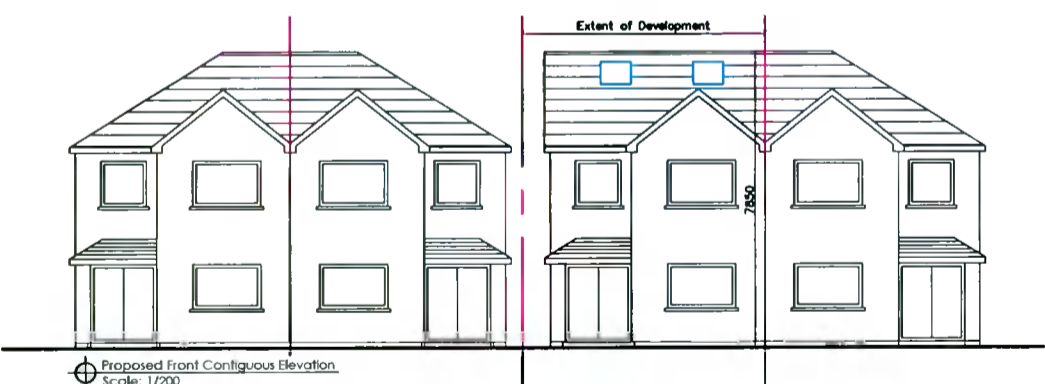 Extent of Development
7850
Proposed Front Contiguous Elevation
Scale: 1/200